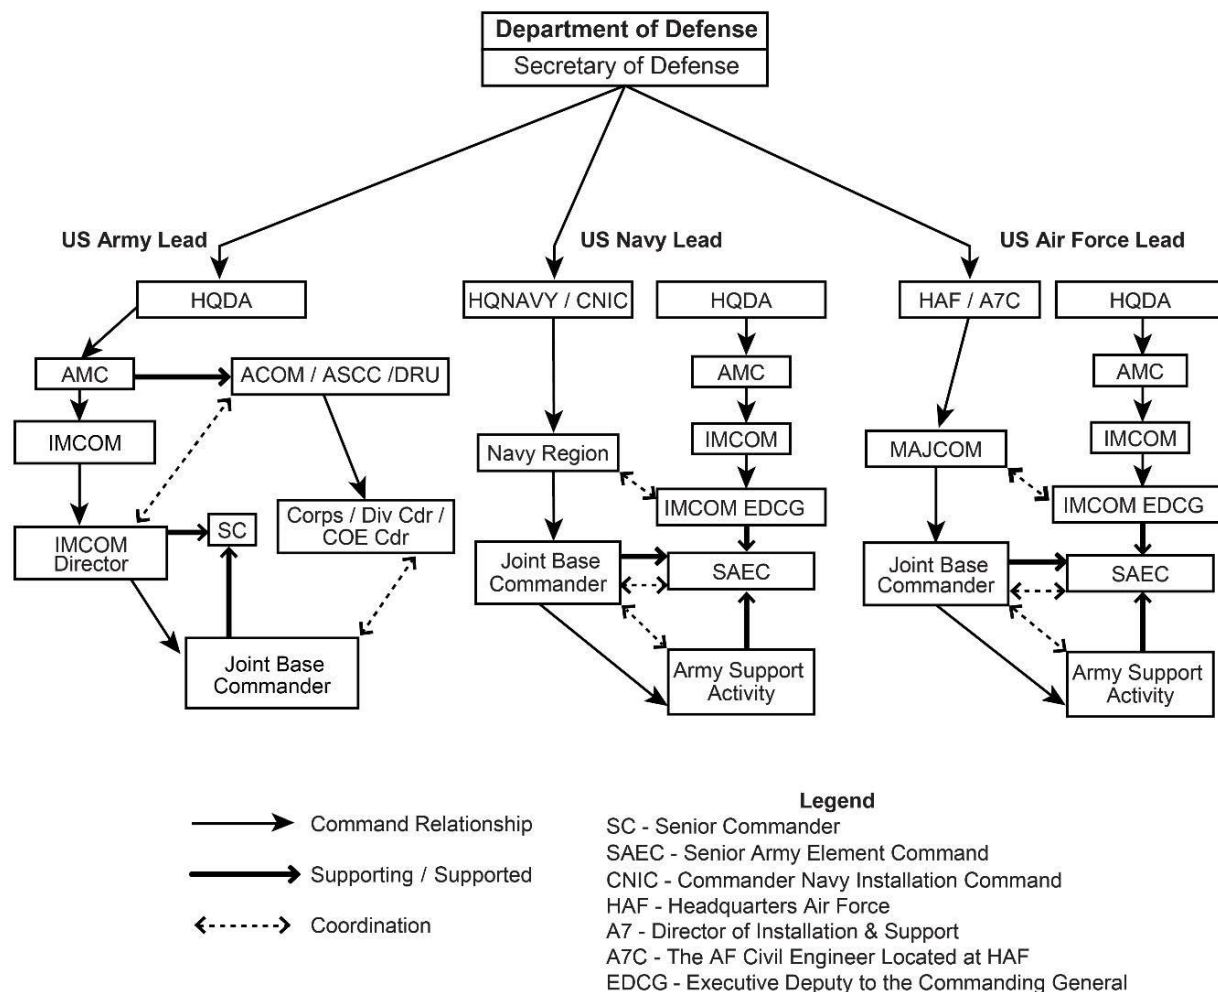 Department of Defense
Secretary of Defense
US Army Lead
US Navy Lead
US Air Force Lead
HQDA
HQNAVY / CNIC
HQDA
HAF / A7C
HQDA
AMC
ACOM / ASCC /DRU
AMC
AMC
IMCOM
Navy Region
IMCOM
MAJCOM
IMCOM
IMCOM EDCG
IMCOM EDCG
IMCOM
Director
SC
Corps / Div Cdr /
COE Cdr
Joint Base
Commander
SAEC
Joint Base
Commander
SAEC
Joint Base
Commander
Army Support
Activity
Army Support
Activity
Command Relationship
Supporting / Supported
Coordination
Legend
SC - Senior Commander
SAEC - Senior Army Element Command
CNIC - Commander Navy Installation Command
HAF - Headquarters Air Force
A7 - Director of Installation & Support
A7C - The AF Civil Engineer Located at HAF
EDCG - Executive Deputy to the Commanding General